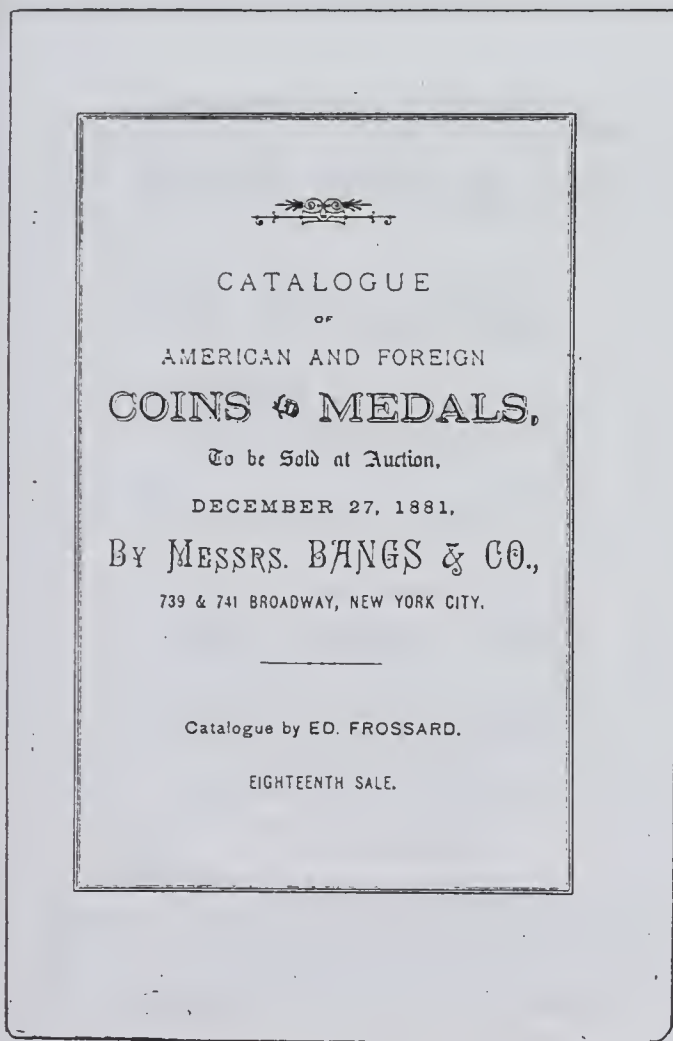 CATALOGUE
OF
AMERICAN AND FOREIGN
COINS & MEDALS,
To be Sold at Auction,
DECEMBER 27, 1881,
BY MESSRS. BANGS & CO.,
739 & 741 BROADWAY, NEW YORK CITY.
Catalogue by ED. FROSSARD.
EIGHTEENTH SALE.